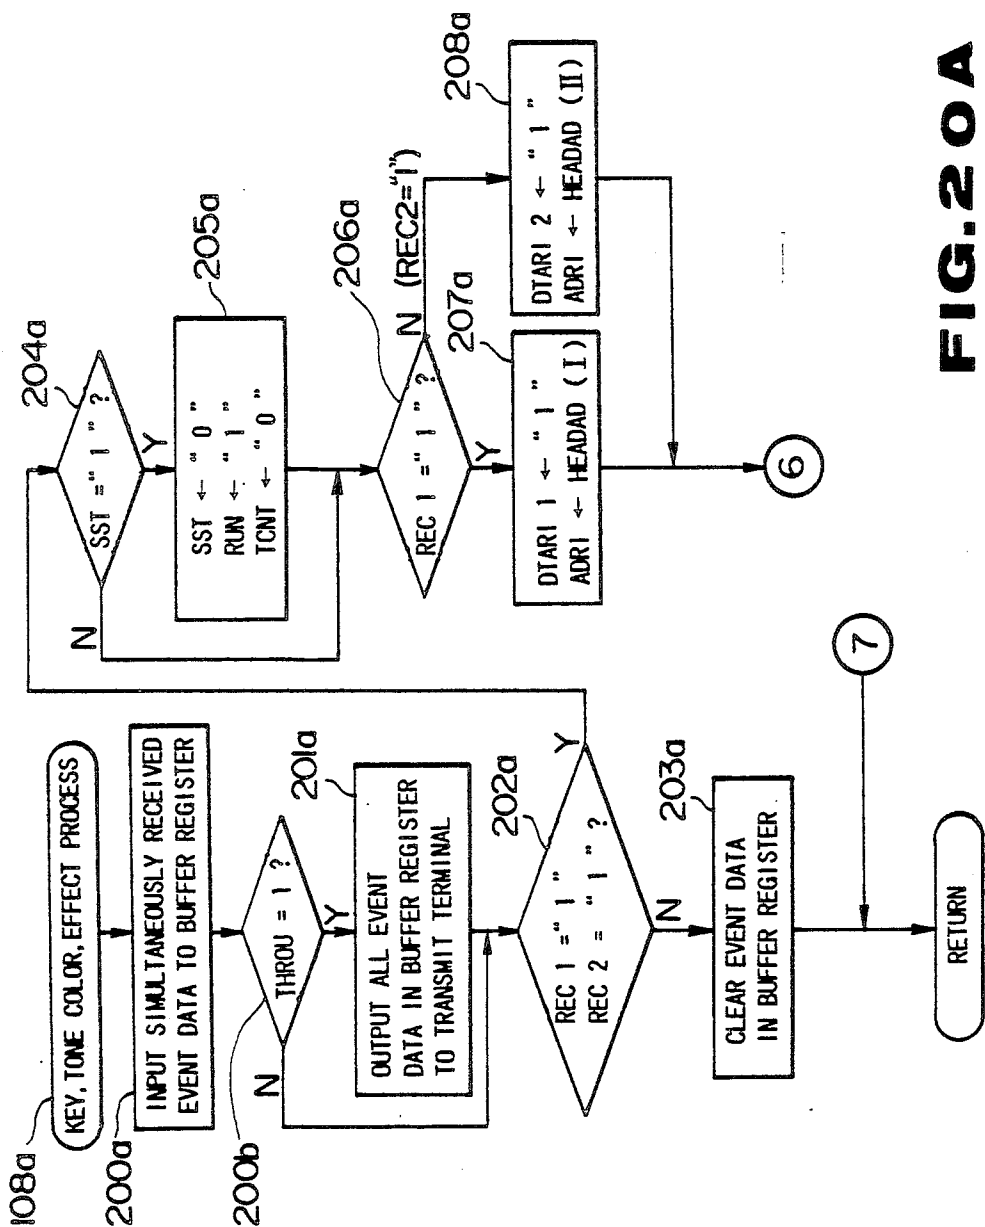 108a
KEY, TONE COLOR, EFFECT PROCESS
200a
INPUT SIMULTANEOUSLY RECEIVED
EVENT DATA TO BUFFER REGISTER
200b
THROU = 1 ?
N
Y
201a
OUTPUT ALL EVENT
DATA IN BUFFER REGISTER
TO TRANSMIT TERMINAL
202a
REC 1 = “ 1 ”
REC 2 = “ 1 ” ?
Y
N
203a
CLEAR EVENT DATA
IN BUFFER REGISTER
7
RETURN
204a
SST = “ 1 ” ?
N
Y
205a
SST ← “ 0 ”
RUN ← “ 1 ”
TCNT ← “ 0 ”
206a
REC 1 = “ 1 ” ?
N (REC2=“1”)
Y
207a
DTARI 1 ← “ 1 ”
ADRI ← HEADAD (I)
208a
DTARI 2 ← “ 1 ”
ADRI ← HEADAD (II)
6
FIG.20A